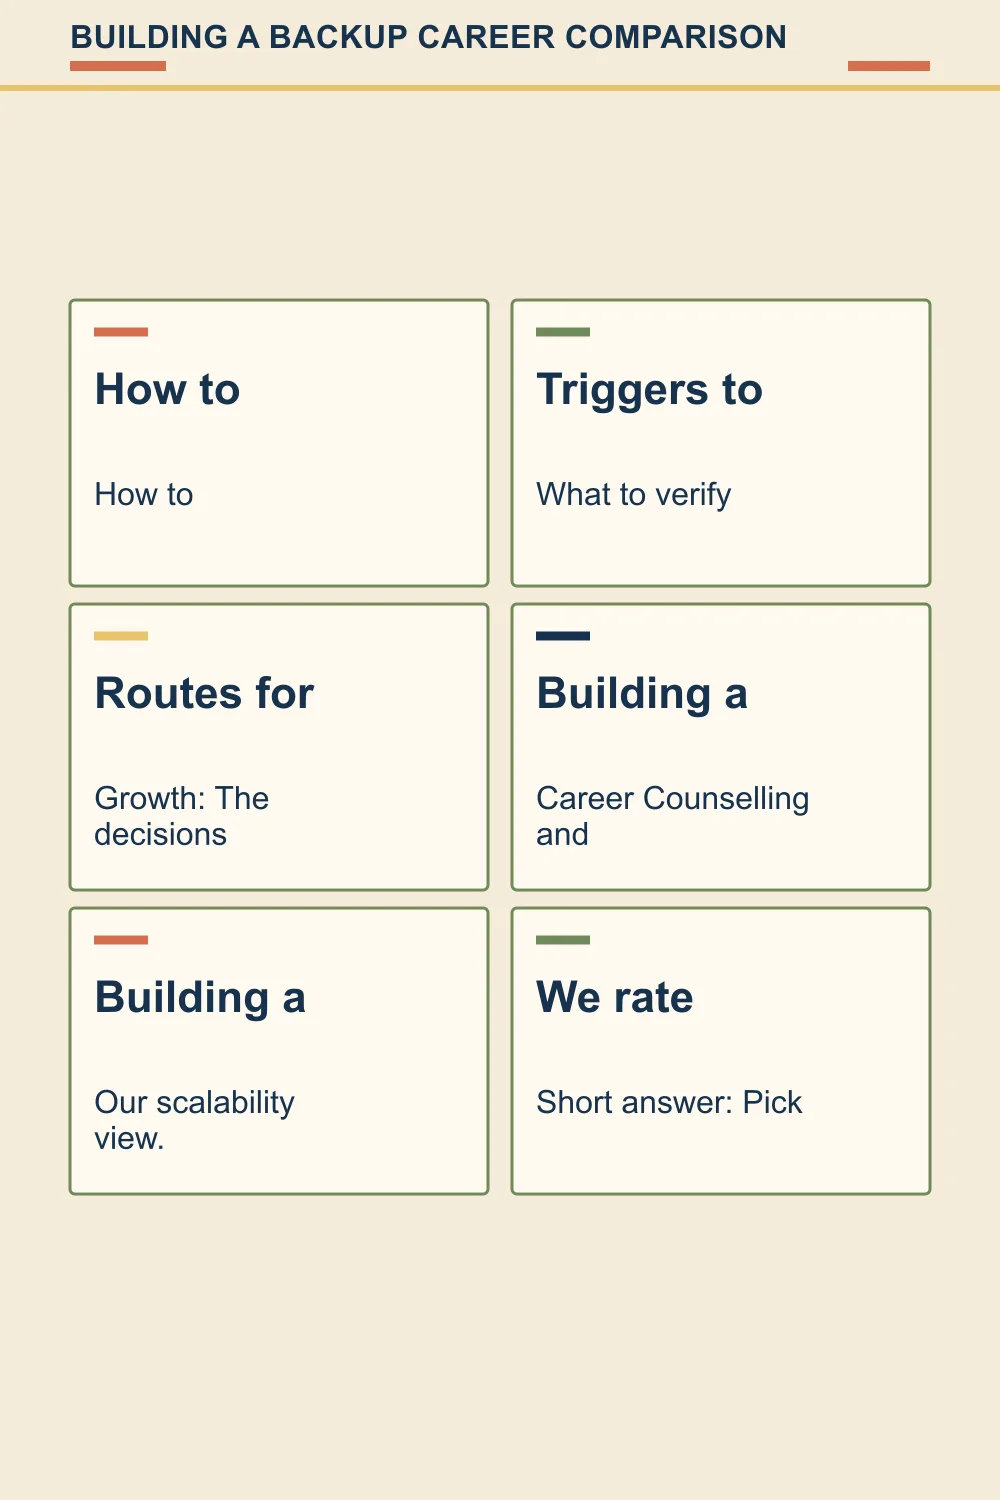 BUILDING A BACKUP CAREER COMPARISON
How to
How to
Triggers to
What to verify
Routes for
Growth: The
decisions
Building a
Career Counselling
and
Building a
Our scalability
view.
We rate
Short answer: Pick